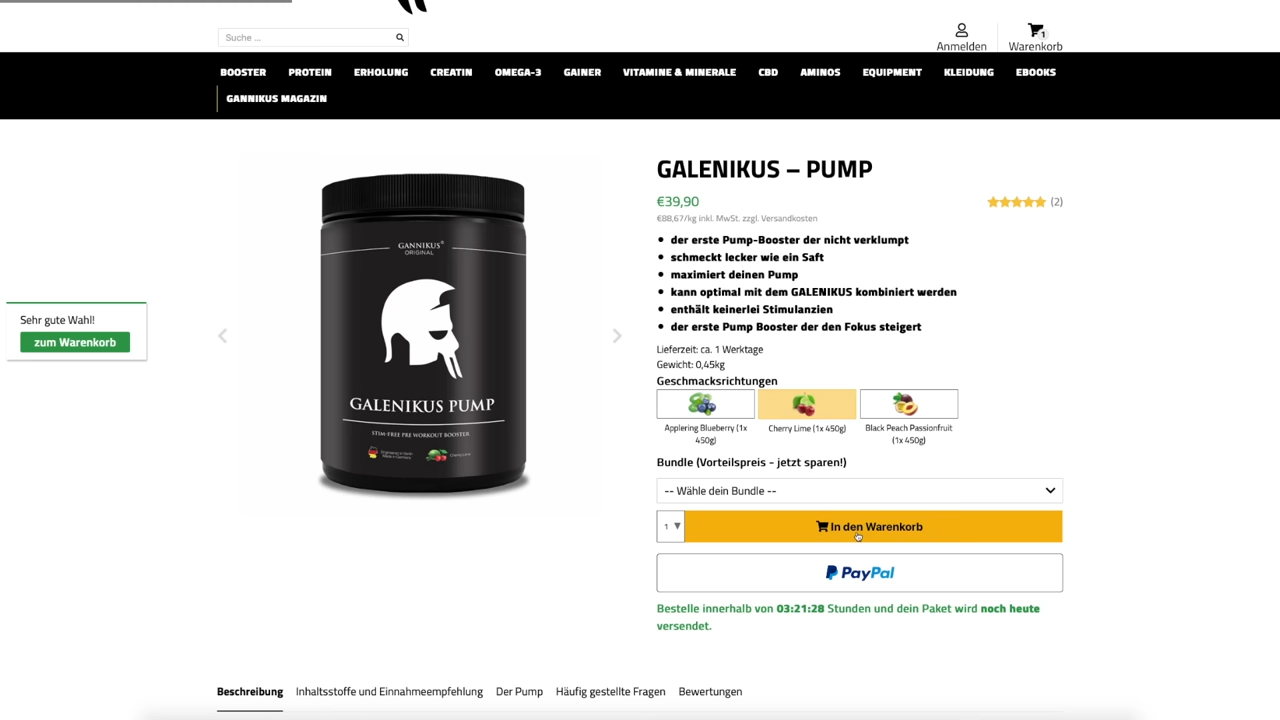 Suche ...
Anmelden
1
Warenkorb
BOOSTER PROTEIN ERHOLUNG CREATIN OMEGA-3 GAINER VITAMINE & MINERALE CBD AMINOS EQUIPMENT KLEIDUNG EBOOKS
GANNIKUS MAGAZIN
Sehr gute Wahl!
zum Warenkorb
GANNIKUS®
ORIGINAL
GALENIKUS PUMP
STIM-FREE PRE WORKOUT BOOSTER
GALENIKUS – PUMP
€39,90
(2)
€88,67/kg inkl. MwSt. zzgl. Versandkosten
der erste Pump-Booster der nicht verklumpt
schmeckt lecker wie ein Saft
maximiert deinen Pump
kann optimal mit dem GALENIKUS kombiniert werden
enthält keinerlei Stimulanzien
der erste Pump Booster der den Fokus steigert
Lieferzeit: ca. 1 Werktage
Gewicht: 0,45kg
Geschmacksrichtungen
Applering Blueberry (1x
450g)
Cherry Lime (1x 450g)
Black Peach Passionfruit
(1x 450g)
Bundle (Vorteilspreis - jetzt sparen!)
-- Wähle dein Bundle --
1
In den Warenkorb
PayPal
Bestelle innerhalb von 03:21:28 Stunden und dein Paket wird noch heute
versendet.
Beschreibung Inhaltsstoffe und Einnahmeempfehlung Der Pump Häufig gestellte Fragen Bewertungen